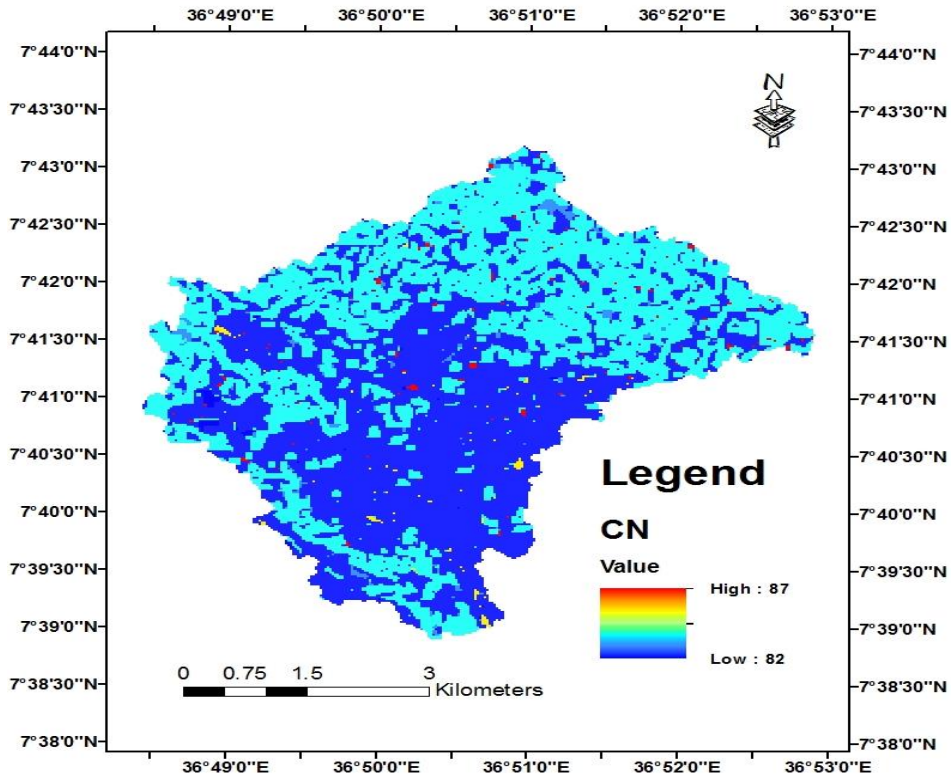 36°49'0"E 36°50'0"E 36°51'0"E 36°52'0"E 36°53'0"E
7°44'0"N 7°44'0"N
N
7°43'30"N 7°43'30"N
7°43'0"N 7°43'0"N
7°42'30"N 7°42'30"N
7°42'0"N 7°42'0"N
7°41'30"N 7°41'30"N
7°41'0"N 7°41'0"N
7°40'30"N 7°40'30"N
Legend
7°40'0"N 7°40'0"N
CN
Value
7°39'30"N 7°39'30"N
High : 87
7°39'0"N 7°39'0"N
Low : 82
0 0.75 1.5 3
Kilometers
7°38'30"N 7°38'30"N
7°38'0"N 7°38'0"N
36°49'0"E 36°50'0"E 36°51'0"E 36°52'0"E 36°53'0"E